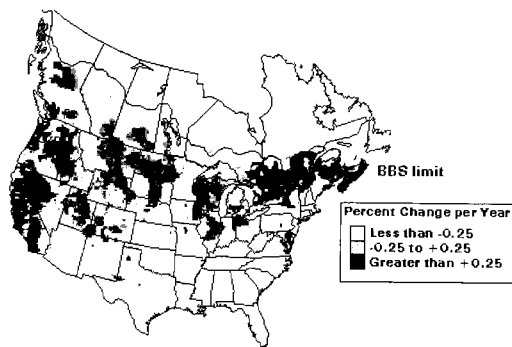 BBS limit
Percent Change per Year
Less than -0.25
-0.25 to +0.25
Greater than +0.25